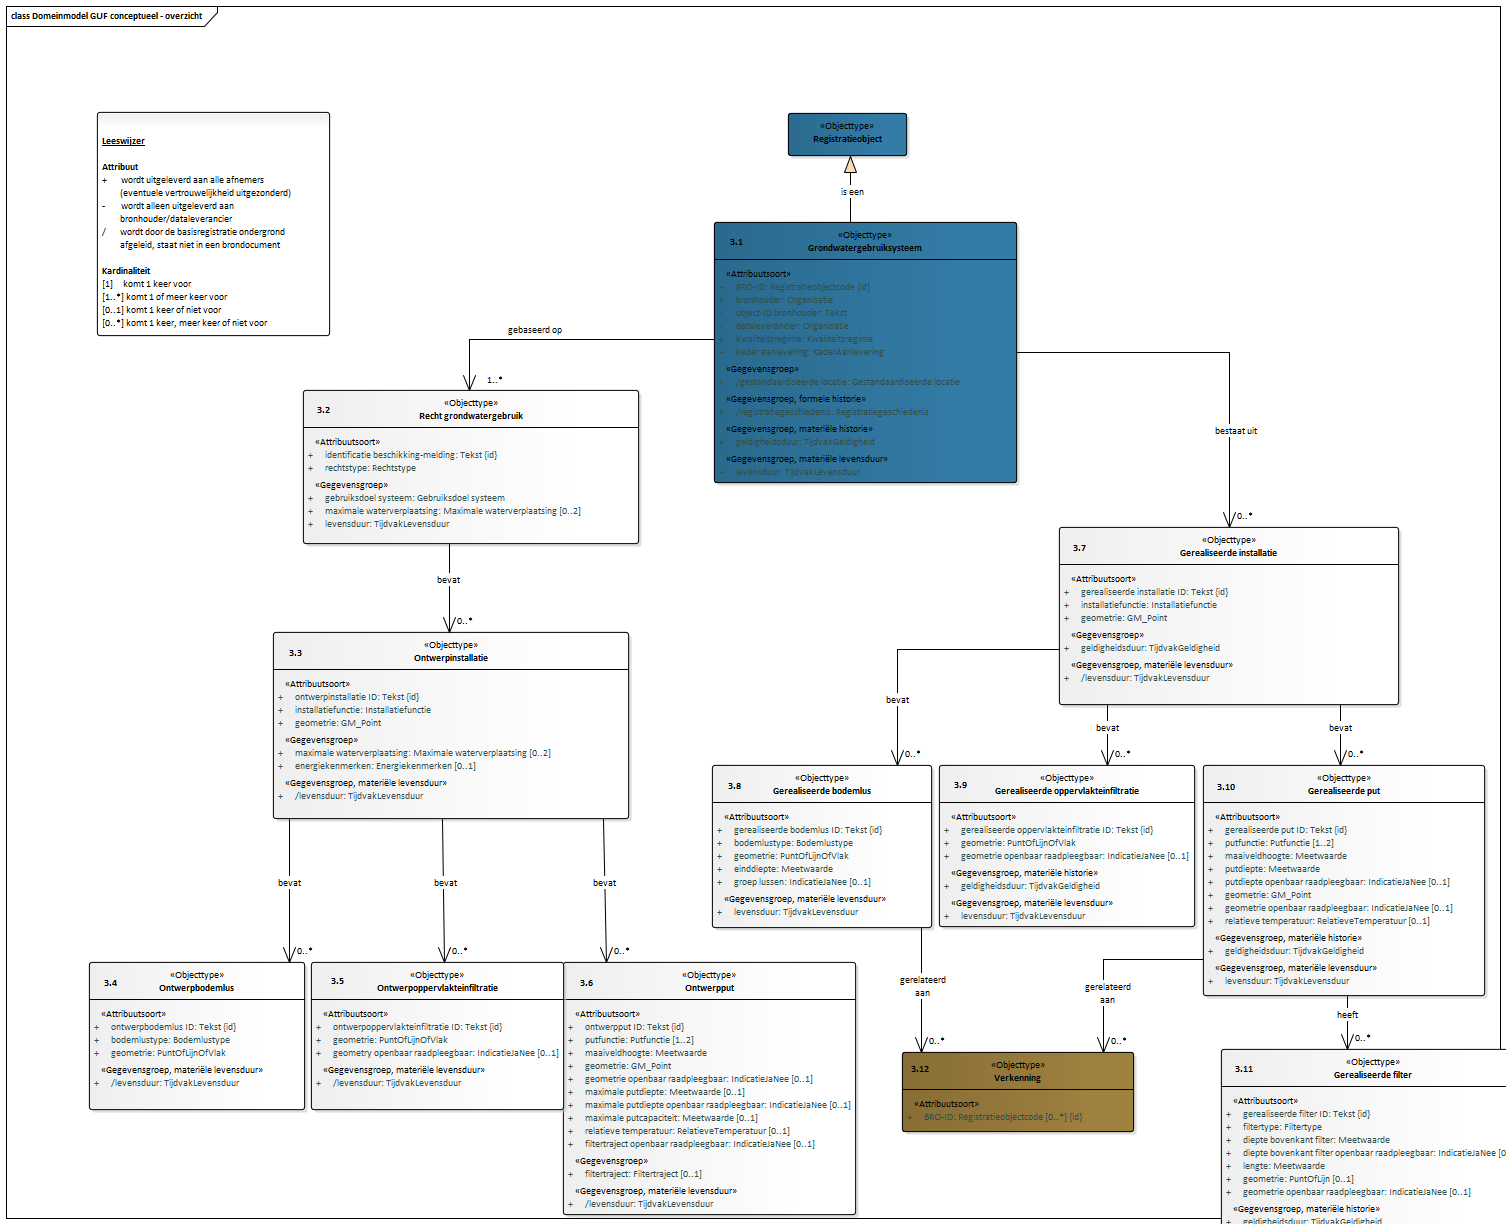 class Domeinmodel GUF conceptueel - overzicht
Leeswijzer
Attribuut
+ wordt uitgeleverd aan alle afnemers
(eventuele vertrouwelijkheid uitgezonderd)
- wordt alleen uitgeleverd aan
bronhouder/dataleverancier
/ wordt door de basisregistratie ondergrond
afgeleid, staat niet in een brondocument
Kardinaliteit
[1] komt 1 keer voor
[1..*] komt 1 of meer keer voor
[0..1] komt 1 keer of niet voor
[0..*] komt 1 keer, meer keer of niet voor
«Objecttype»
Registratieobject
is een
3.1
«Objecttype»
Grondwatergebruiksysteem
«Attribuutsoort»
+ BRO-ID: Registratieobjectcode {id}
+ bronhouder: Organisatie
- object-ID bronhouder: Tekst
- dataleverancier: Organisatie
+ kwaliteitsregime: Kwaliteitsregime
+ kader aanlevering: KaderAanlevering
«Gegevensgroep»
+ /gestandaardiseerde locatie: Gestandaardiseerde locatie
«Gegevensgroep, formele historie»
+ /registratiegeschiedenis: Registratiegeschiedenis
«Gegevensgroep, materiële historie»
+ geldigheidsduur: TijdvakGeldigheid
«Gegevensgroep, materiële levensduur»
+ levensduur: TijdvakLevensduur
gebaseerd op
1..*
bestaat uit
0..*
3.2
«Objecttype»
Recht grondwatergebruik
«Attribuutsoort»
+ identificatie beschikking-melding: Tekst {id}
+ rechtstype: Rechtstype
«Gegevensgroep»
+ gebruiksdoel systeem: Gebruiksdoel systeem
+ maximale waterverplaatsing: Maximale waterverplaatsing [0..2]
+ levensduur: TijdvakLevensduur
bevat
0..*
3.3
«Objecttype»
Ontwerpinstallatie
«Attribuutsoort»
+ ontwerpinstallatie ID: Tekst {id}
+ installatiefunctie: Installatiefunctie
+ geometrie: GM_Point
«Gegevensgroep»
+ maximale waterverplaatsing: Maximale waterverplaatsing [0..2]
+ energiekenmerken: Energiekenmerken [0..1]
«Gegevensgroep, materiële levensduur»
+ /levensduur: TijdvakLevensduur
bevat
0..*
bevat
0..*
bevat
0..*
3.4
«Objecttype»
Ontwerpbodemlus
«Attribuutsoort»
+ ontwerpbodemlus ID: Tekst {id}
+ bodemlustype: Bodemlustype
+ geometrie: PuntOfLijnOfVlak
«Gegevensgroep, materiële levensduur»
+ /levensduur: TijdvakLevensduur
3.5
«Objecttype»
Ontwerpoppervlakteinfiltratie
«Attribuutsoort»
+ ontwerpoppervlakteinfiltratie ID: Tekst {id}
+ geometrie: PuntOfLijnOfVlak
+ geometry openbaar raadpleegbaar: IndicatieJaNee [0..1]
«Gegevensgroep, materiële levensduur»
+ /levensduur: TijdvakLevensduur
3.6
«Objecttype»
Ontwerpput
«Attribuutsoort»
+ ontwerpput ID: Tekst {id}
+ putfunctie: Putfunctie [1..2]
+ maaiveldhoogte: Meetwaarde
+ geometrie: GM_Point
+ geometrie openbaar raadpleegbaar: IndicatieJaNee [0..1]
+ maximale putdiepte: Meetwaarde [0..1]
+ maximale putdiepte openbaar raadpleegbaar: IndicatieJaNee [0..1]
+ maximale putcapaciteit: Meetwaarde [0..1]
+ relatieve temperatuur: RelatieveTemperatuur [0..1]
+ filtertraject openbaar raadpleegbaar: IndicatieJaNee [0..1]
«Gegevensgroep»
+ filtertraject: Filtertraject [0..1]
«Gegevensgroep, materiële levensduur»
+ /levensduur: TijdvakLevensduur
3.7
«Objecttype»
Gerealiseerde installatie
«Attribuutsoort»
+ gerealiseerde installatie ID: Tekst {id}
+ installatiefunctie: Installatiefunctie
+ geometrie: GM_Point
«Gegevensgroep»
+ geldigheidsduur: TijdvakGeldigheid
«Gegevensgroep, materiële levensduur»
+ /levensduur: TijdvakLevensduur
bevat
0..*
bevat
0..*
bevat
0..*
3.8
«Objecttype»
Gerealiseerde bodemlus
«Attribuutsoort»
+ gerealiseerde bodemlus ID: Tekst {id}
+ bodemlustype: Bodemlustype
+ geometrie: PuntOfLijnOfVlak
+ einddiepte: Meetwaarde
+ groep lussen: IndicatieJaNee [0..1]
«Gegevensgroep, materiële levensduur»
+ levensduur: TijdvakLevensduur
3.9
«Objecttype»
Gerealiseerde oppervlakteinfiltratie
«Attribuutsoort»
+ gerealiseerde oppervlakteinfiltratie ID: Tekst {id}
+ geometrie: PuntOfLijnOfVlak
+ geometrie openbaar raadpleegbaar: IndicatieJaNee [0..1]
«Gegevensgroep, materiële historie»
+ geldigheidsduur: TijdvakGeldigheid
«Gegevensgroep, materiële levensduur»
+ levensduur: TijdvakLevensduur
3.10
«Objecttype»
Gerealiseerde put
«Attribuutsoort»
+ gerealiseerde put ID: Tekst {id}
+ putfunctie: Putfunctie [1..2]
+ maaiveldhoogte: Meetwaarde
+ putdiepte: Meetwaarde
+ putdiepte openbaar raadpleegbaar: IndicatieJaNee [0..1]
+ geometrie: GM_Point
+ geometrie openbaar raadpleegbaar: IndicatieJaNee [0..1]
+ relatieve temperatuur: RelatieveTemperatuur [0..1]
«Gegevensgroep, materiële historie»
+ geldigheidsduur: TijdvakGeldigheid
«Gegevensgroep, materiële levensduur»
+ levensduur: TijdvakLevensduur
gerelateerd
aan
0..*
gerelateerd
aan
0..*
heeft
0..*
3.12
«Objecttype»
Verkenning
«Attribuutsoort»
+ BRO-ID: Registratieobjectcode [0..*] {id}
3.11
«Objecttype»
Gerealiseerde filter
«Attribuutsoort»
+ gerealiseerde filter ID: Tekst {id}
+ filtertype: Filtertype
+ diepte bovenkant filter: Meetwaarde
+ diepte bovenkant filter openbaar raadpleegbaar: IndicatieJaNee [0
+ lengte: Meetwaarde
+ geometrie: PuntOfLijn [0..1]
+ geometrie openbaar raadpleegbaar: IndicatieJaNee [0..1]
«Gegevensgroep, materiële historie»
+ geldigheidsduur: TijdvakGeldigheid